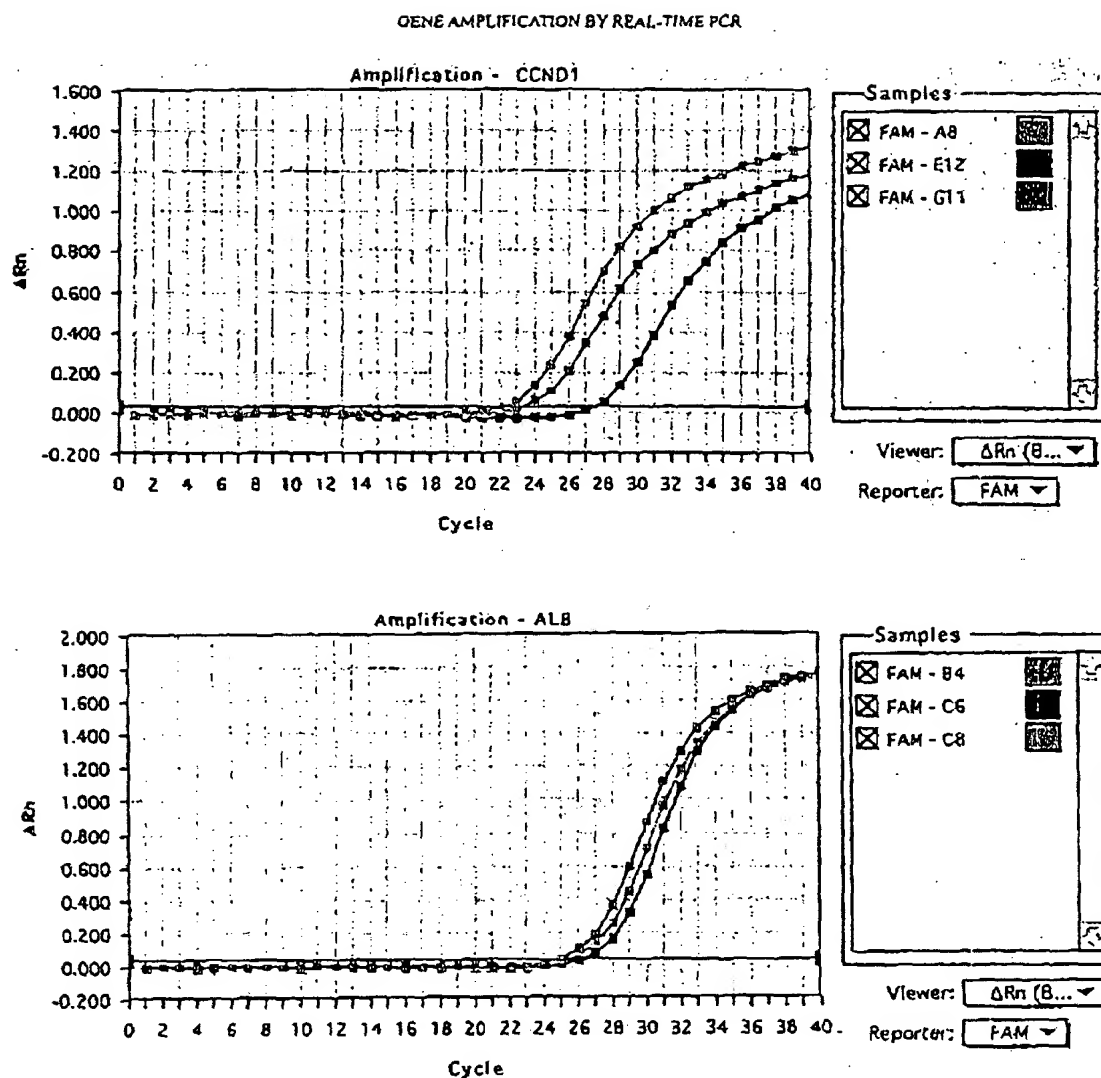 GENE AMPLIFICATION BY REAL-TIME PCR
Amplification - CCND1
ΔRn
1.600
1.400
1.200
1.000
0.800
0.600
0.400
0.200
0.000
-0.200
0 2 4 6 8 10 12 14 16 18 20 22 24 26 28 30 32 34 36 38 40
Cycle
Samples
FAM - A8
FAM - E12
FAM - G11
Viewer: ΔRn (B...
Reporter: FAM
Amplification - ALB
ΔRn
2.000
1.800
1.600
1.400
1.200
1.000
0.800
0.600
0.400
0.200
0.000
-0.200
0 2 4 6 8 10 12 14 16 18 20 22 24 26 28 30 32 34 36 38 40
Cycle
Samples
FAM - B4
FAM - C6
FAM - C8
Viewer: ΔRn (B...
Reporter: FAM